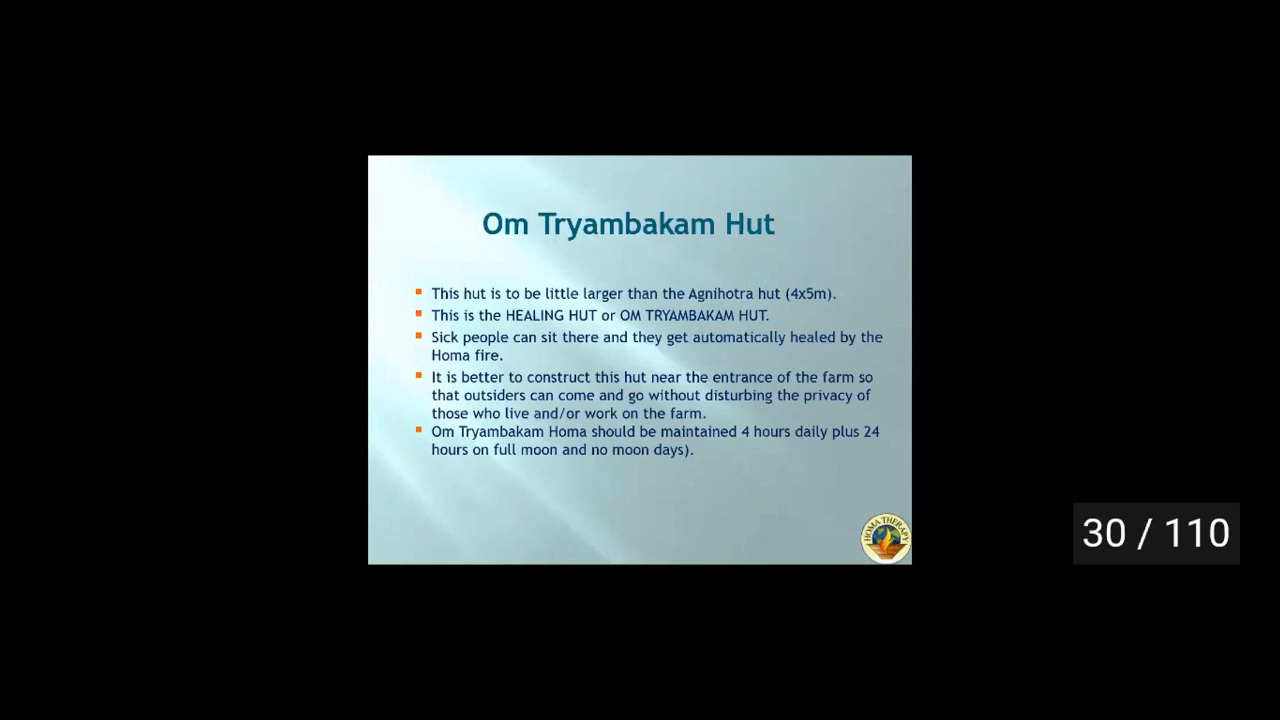 Om Tryambakam Hut
This hut is to be little larger than the Agnihotra hut (4x5m).
This is the HEALING HUT or OM TRYAMBAKAM HUT.
Sick people can sit there and they get automatically healed by the
Homa fire.
It is better to construct this hut near the entrance of the farm so
that outsiders can come and go without disturbing the privacy of
those who live and/or work on the farm.
Om Tryambakam Homa should be maintained 4 hours daily plus 24
hours on full moon and no moon days).
HOMA THERAPY
30 / 110